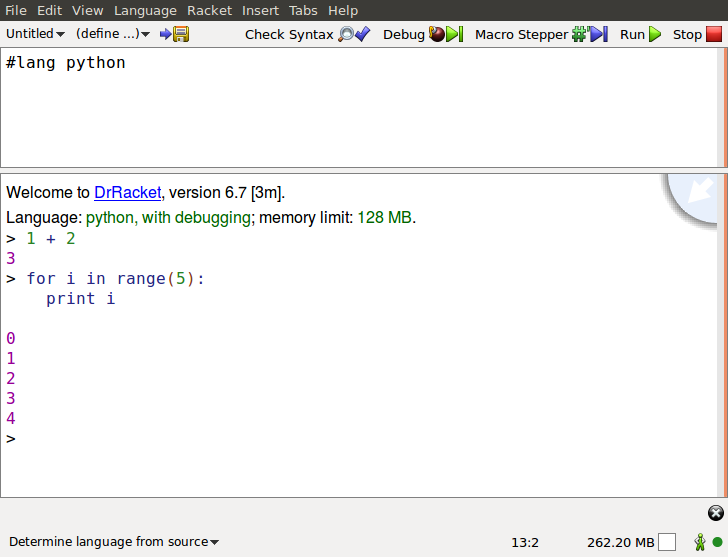 File Edit View Language Racket Insert Tabs Help
Untitled (define ...) Check Syntax Debug Macro Stepper Run Stop
#lang python
Welcome to DrRacket, version 6.7 [3m].
Language: python, with debugging; memory limit: 128 MB.
> 1 + 2
3
> for i in range(5):
    print i
0
1
2
3
4
>
Determine language from source 13:2 262.20 MB